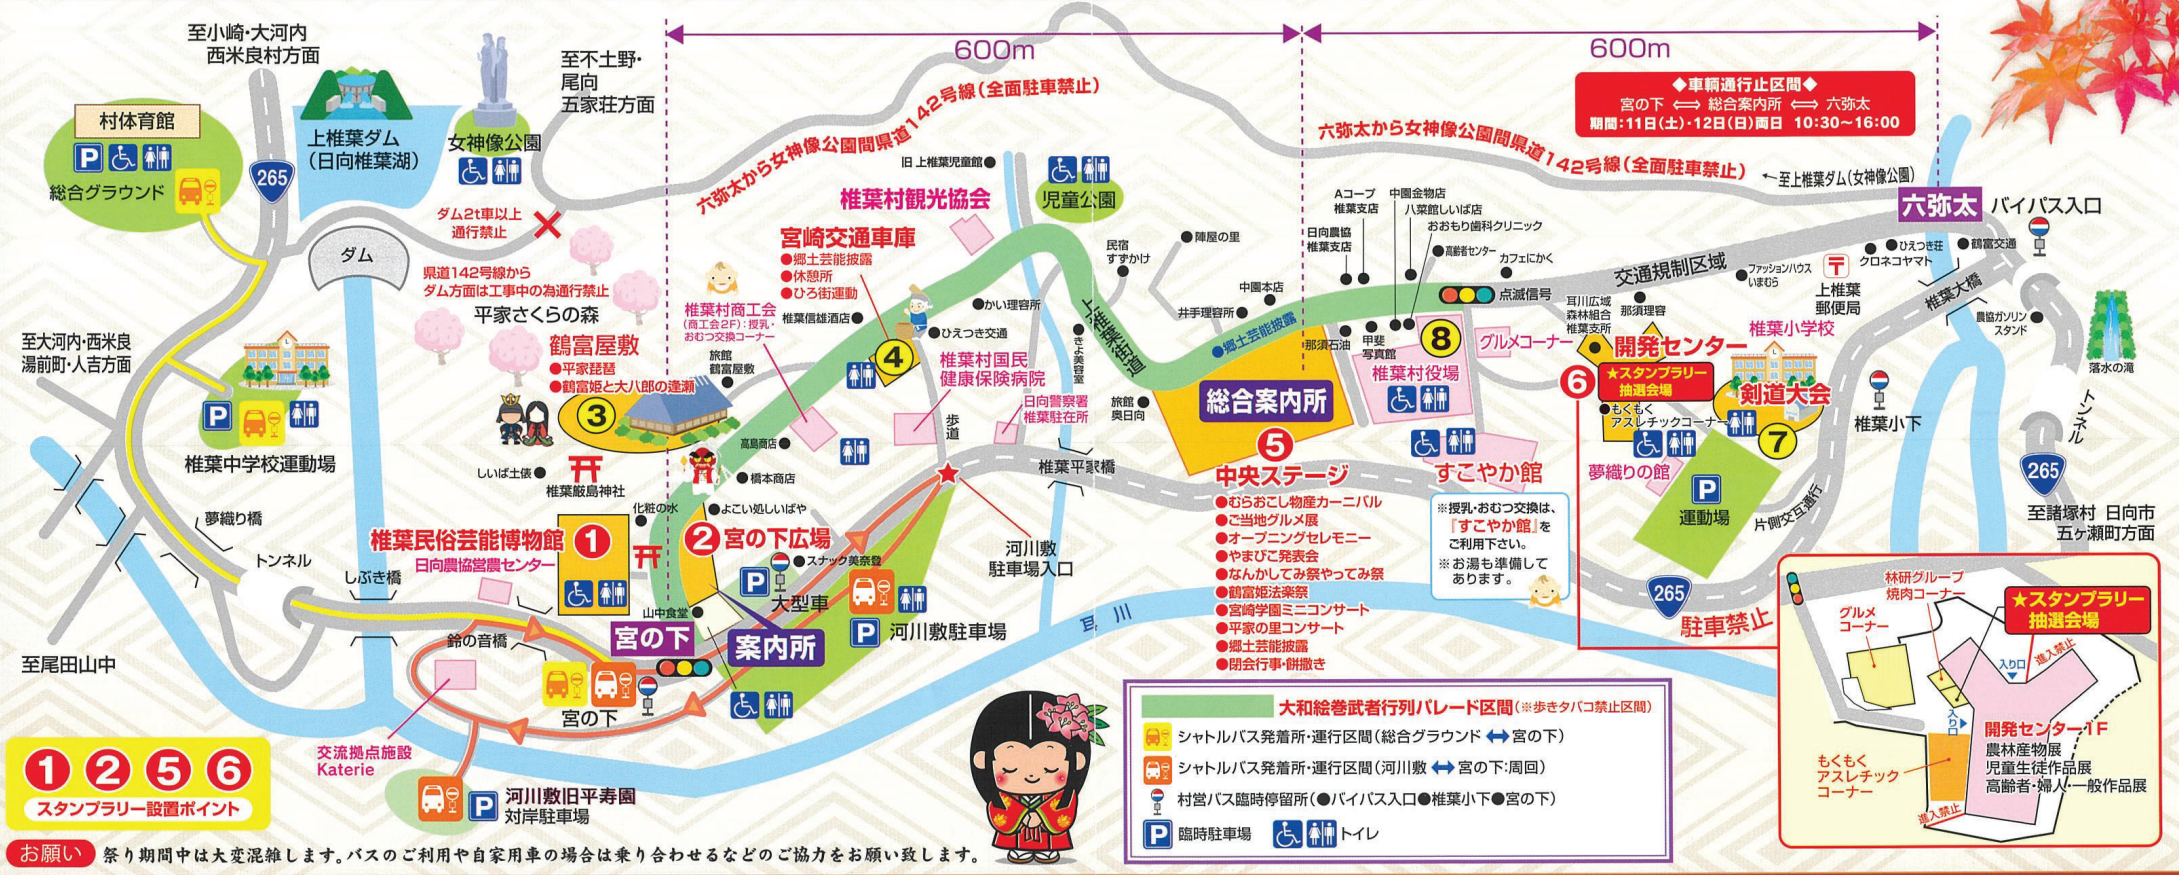 至小崎・大河内
西米良村方面
至不土野・
尾向
五家荘方面
600m
600m
◆車輌通行止区間◆
宮の下 ⇔ 総合案内所 ⇔ 六弥太
期間:11日(土)・12日(日)両日 10:30〜16:00
村体育館
P
総合グラウンド
265
上椎葉ダム
(日向椎葉湖)
女神像公園
ダム2t車以上
通行禁止
六弥太から女神像公園間県道142号線(全面駐車禁止)
六弥太から女神像公園間県道142号線(全面駐車禁止)
←至上椎葉ダム(女神像公園)
旧 上椎葉児童館
児童公園
椎葉村観光協会
宮崎交通車庫
●郷土芸能披露
●休憩所
●ひろ街運動
ダム
県道142号線から
ダム方面は工事中の為通行禁止
平家さくらの森
椎葉村商工会
(商工会2F):授乳・
おむつ交換コーナー
椎葉信雄酒店
かい理容所
ひえつき交通
4
民宿
すずかけ
陣屋の里
中園本店
井手理容所
上椎葉街道
きよ美容室
Aコープ
椎葉支店
中園金物店
八菜館しいば店
おおもり歯科クリニック
日向農協
椎葉支店
高齢者センター
カフェにかく
点滅信号
交通規制区域
六弥太
バイパス入口
ひえつき荘
鶴富交通
クロネコヤマト
ファッションハウス
いまむら
〒
上椎葉
郵便局
椎葉大橋
農協ガソリン
スタンド
落水の滝
トンネル
265
至諸塚村 日向市
五ヶ瀬町方面
至大河内・西米良
湯前町・人吉方面
P
椎葉中学校運動場
鶴富屋敷
●平家琵琶
●鶴富姫と大八郎の逢瀬
3
旅館
鶴富屋敷
椎葉村国民
健康保険病院
日向警察署
椎葉駐在所
歩道
旅館
奥日向
●郷土芸能披露
総合案内所
5
中央ステージ
●むらおこし物産カーニバル
●ご当地グルメ展
●オープニングセレモニー
●やまびこ発表会
●なんかしてみ祭やってみ祭
●鶴富姫法楽祭
●宮崎学園ミニコンサート
●平家の里コンサート
●郷土芸能披露
●閉会行事・餅撒き
那須石油
甲斐
写真館
8
椎葉村役場
グルメコーナー
耳川広域
森林組合
椎葉支所
那須理容
椎葉小学校
開発センター
6
★スタンプラリー
抽選会場
剣道大会
もくもく
アスレチックコーナー
7
椎葉小下
夢織りの館
P
運動場
片側交互通行
すこやか館
※授乳・おむつ交換は、
『すこやか館』を
ご利用下さい。
※お湯も準備して
あります。
265
駐車禁止
高島商店
橋本商店
しいば土俵
椎葉厳島神社
化粧の水
よこい処しいばや
椎葉平家橋
河川敷
駐車場入口
夢織り橋
トンネル
しぶき橋
椎葉民俗芸能博物館
1
日向農協営農センター
2
宮の下広場
スナック美奈登
P
大型車
山中食堂
宮の下
案内所
P
河川敷駐車場
耳川
鈴の音橋
宮の下
至尾田山中
交流拠点施設
Katerie
P
河川敷旧平寿園
対岸駐車場
1 2 5 6
スタンプラリー設置ポイント
お願い
祭り期間中は大変混雑します。バスのご利用や自家用車の場合は乗り合わせるなどのご協力をお願い致します。
大和絵巻武者行列パレード区間(※歩きタバコ禁止区間)
シャトルバス発着所・運行区間(総合グラウンド ⇔ 宮の下)
シャトルバス発着所・運行区間(河川敷 ⇔ 宮の下:周回)
村営バス臨時停留所(●バイパス入口●椎葉小下●宮の下)
P 臨時駐車場
トイレ
林研グループ
焼肉コーナー
グルメ
コーナー
★スタンプラリー
抽選会場
入り口
進入禁止
入り口
開発センター1F
農林産物展
児童生徒作品展
高齢者・婦人・一般作品展
もくもく
アスレチック
コーナー
進入禁止